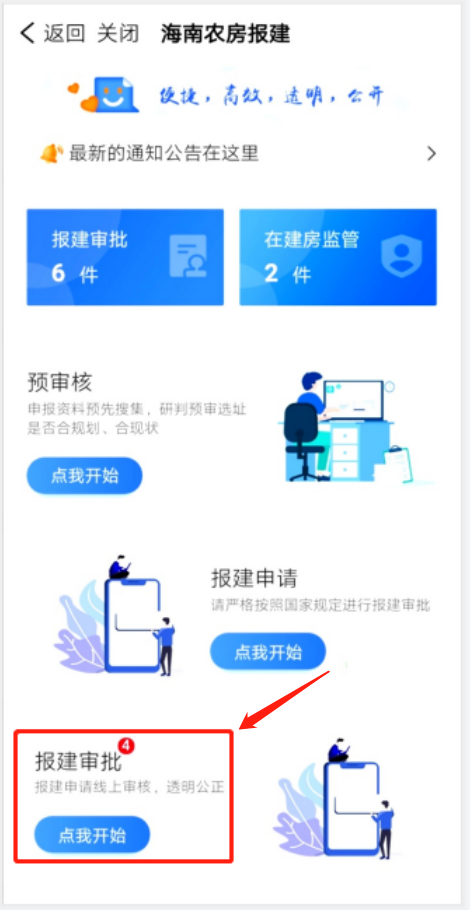 返回 关闭 海南农房报建
便捷，高效，透明，公开
最新的通知公告在这里
报建审批
6 件
在建房监管
2 件
预审核
申报资料预先搜集，研判预审选址
是否合规划、合现状
点我开始
报建申请
请严格按照国家规定进行报建审批
点我开始
报建审批 4
报建申请线上审核，透明公正
点我开始